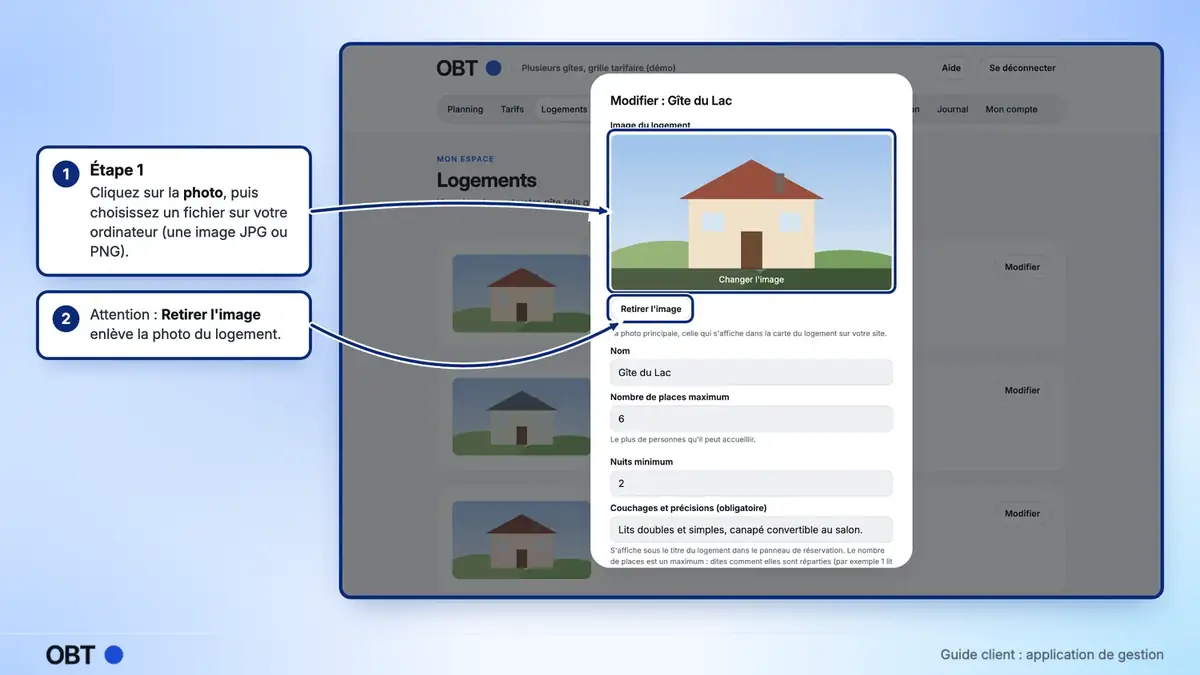 OBT
Plusieurs gîtes, grille tarifaire (démo)
Aide
Se déconnecter
Planning
Tarifs
Logements
Journal
Mon compte
MON ESPACE
Logements
Modifier
Modifier
Modifier
1
Étape 1
Cliquez sur la photo, puis
choisissez un fichier sur votre
ordinateur (une image JPG ou
PNG).
2
Attention : Retirer l'image
enlève la photo du logement.
Modifier : Gîte du Lac
Image du logement
Changer l'image
Retirer l'image
photo principale, celle qui s'affiche dans la carte du logement sur votre site.
Nom
Gîte du Lac
Nombre de places maximum
6
Le plus de personnes qu'il peut accueillir.
Nuits minimum
2
Couchages et précisions (obligatoire)
Lits doubles et simples, canapé convertible au salon.
S'affiche sous le titre du logement dans le panneau de réservation. Le nombre
de places est un maximum : dites comment elles sont réparties (par exemple 1 lit
OBT
Guide client : application de gestion